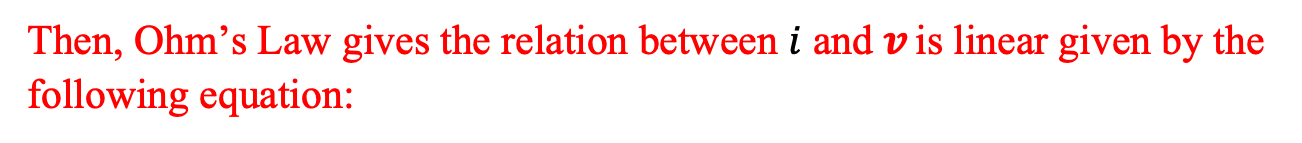 Then, Ohm’s Law gives the relation between i and v is linear given by the
following equation: